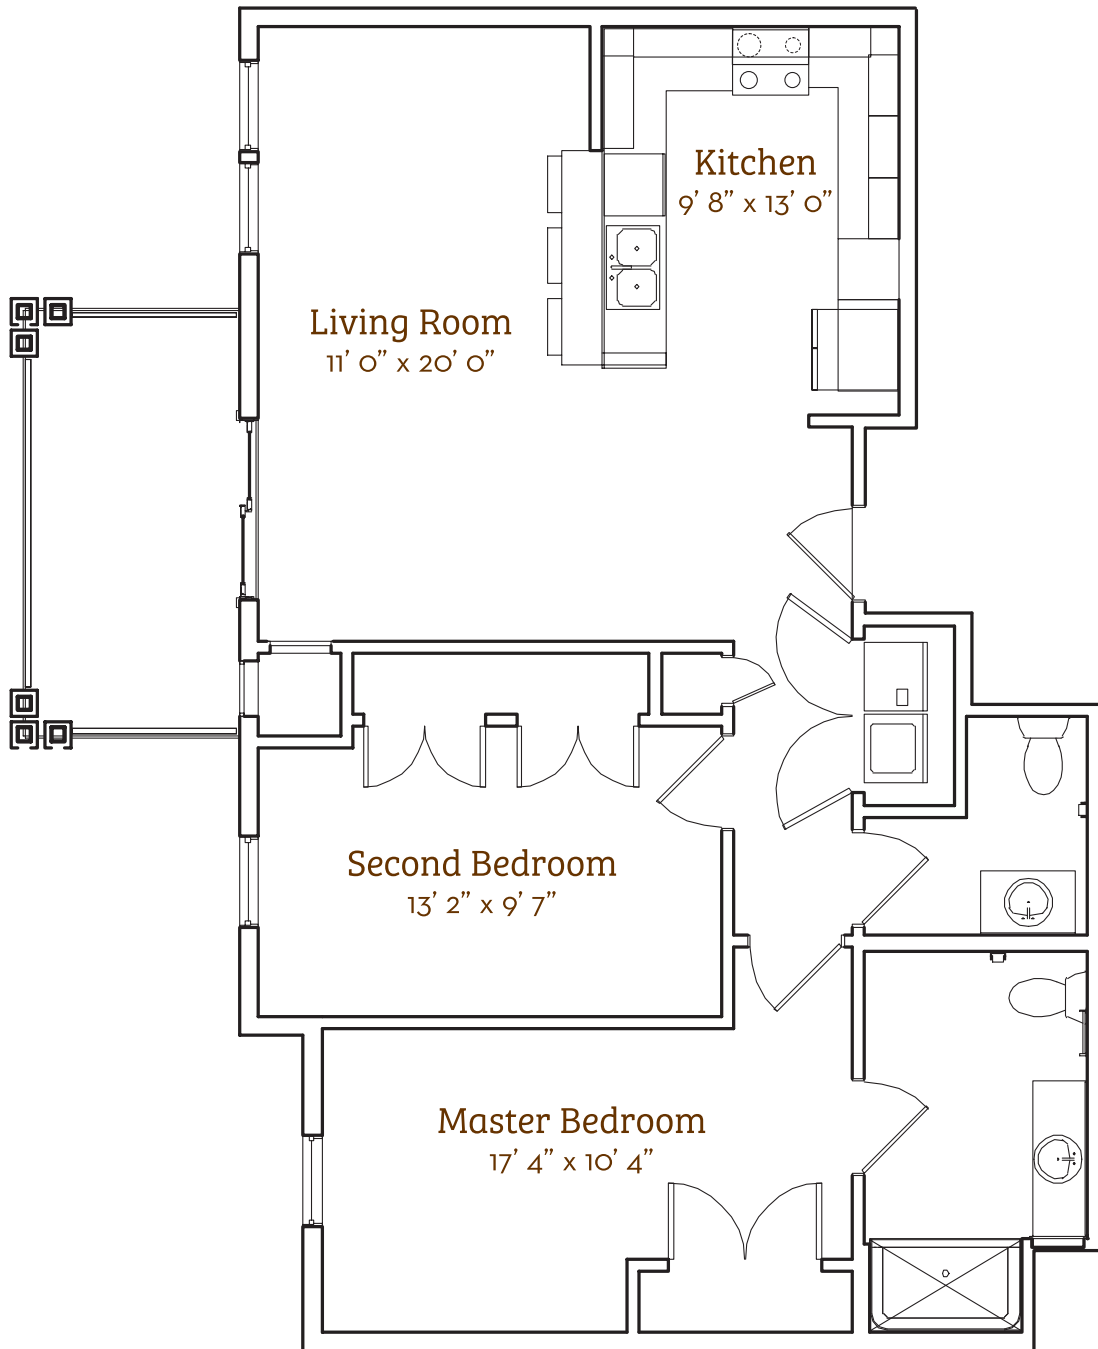 Kitchen
9’ 8” x 13’ 0”
Living Room
11’ 0” x 20’ 0”
Second Bedroom
13’ 2” x 9’ 7”
Master Bedroom
17’ 4” x 10’ 4”